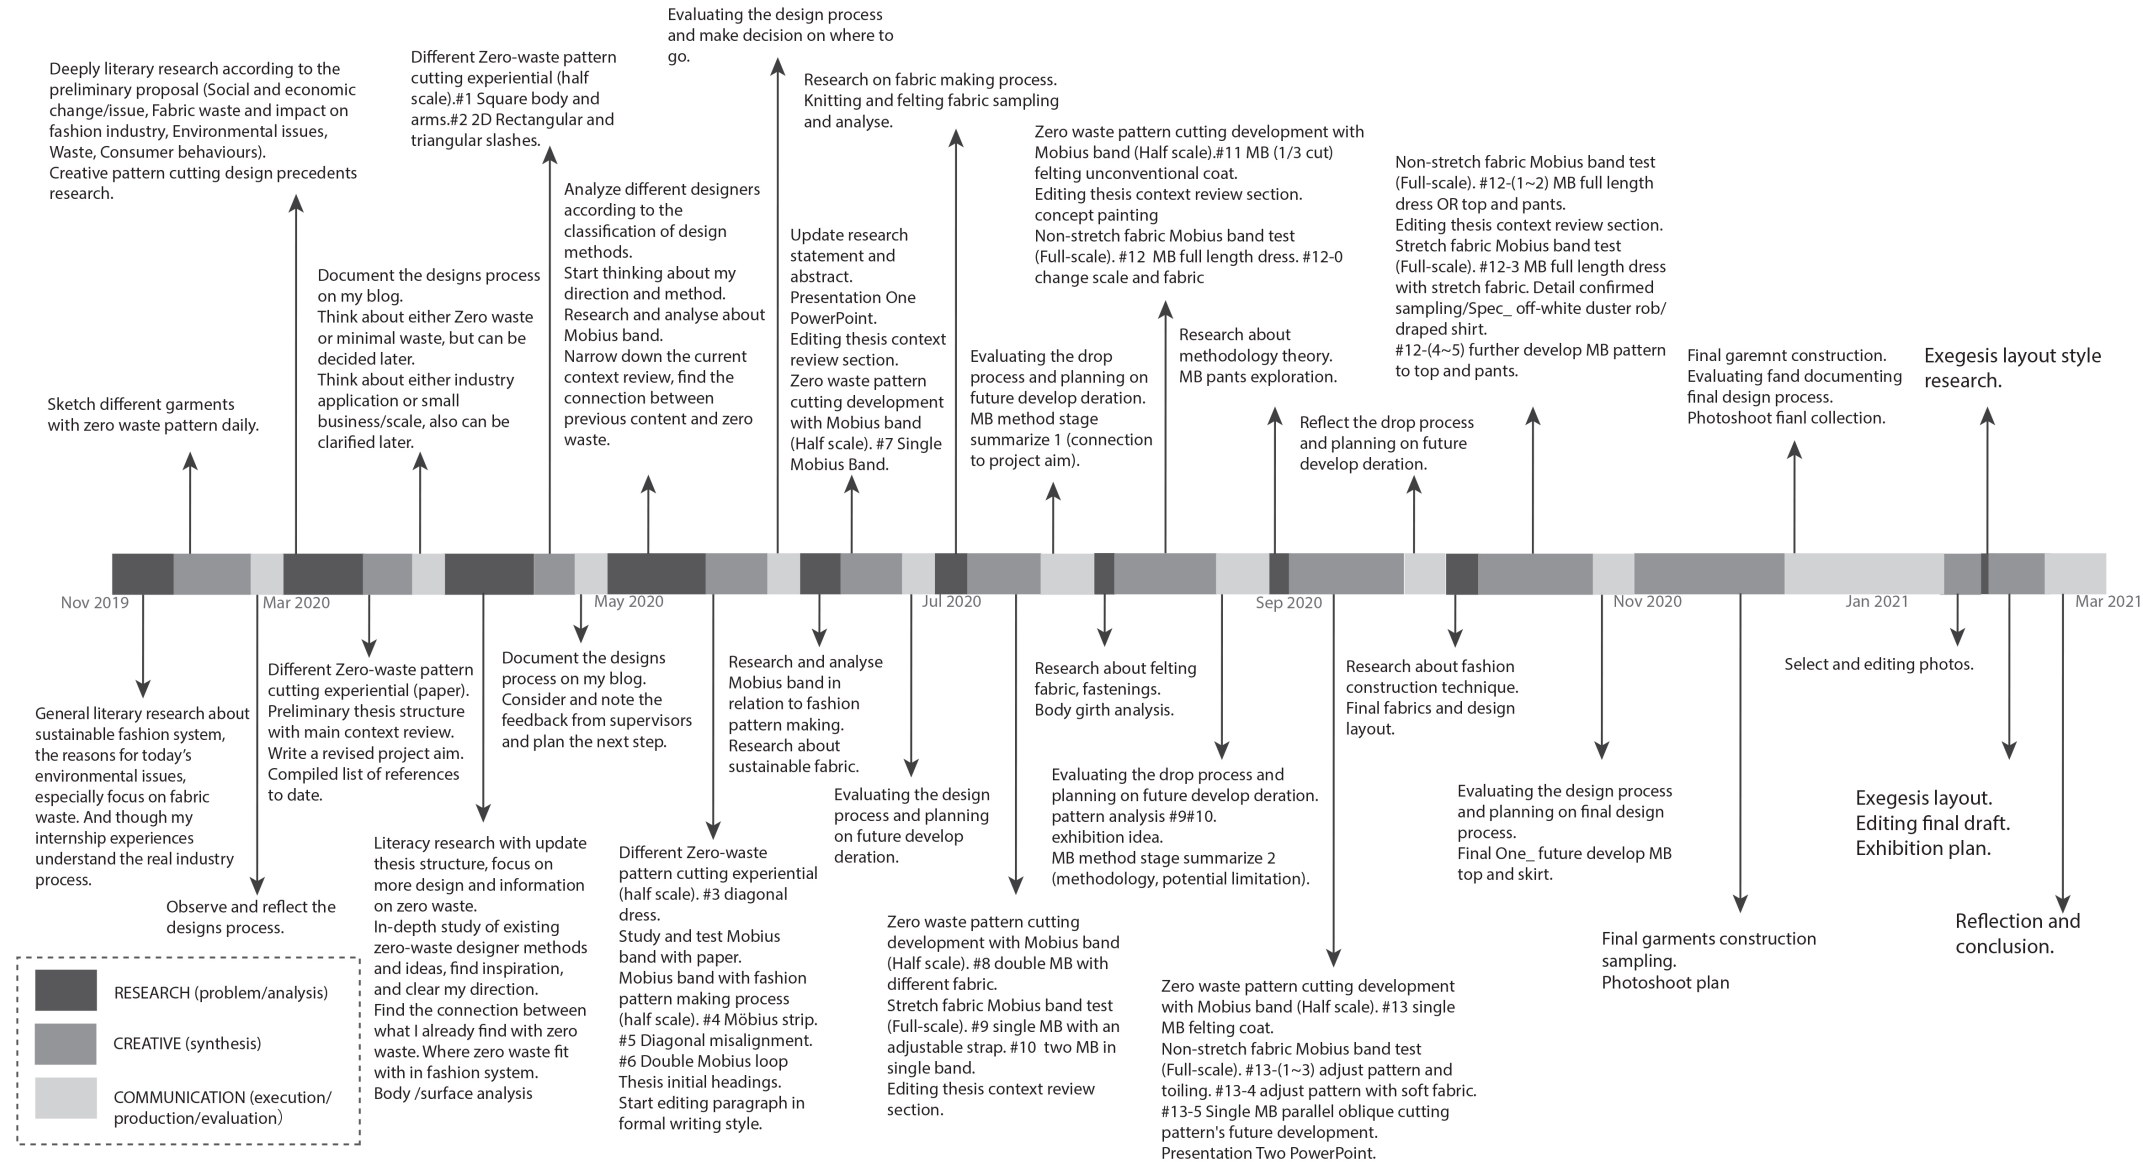 Evaluating the design process
and make decision on where to
go.
Different Zero-waste pattern
cutting experiential (half
scale).#1 Square body and
arms.#2 2D Rectangular and
triangular slashes.
Deeply literary research according to the
preliminary proposal (Social and economic
change/issue, Fabric waste and impact on
fashion industry, Environmental issues,
Waste, Consumer behaviours).
Creative pattern cutting design precedents
research.
Research on fabric making process.
Knitting and felting fabric sampling
and analyse.
Zero waste pattern cutting development with
Mobius band (Half scale).#11 MB (1/3 cut)
felting unconventional coat.
Editing thesis context review section.
concept painting
Non-stretch fabric Mobius band test
(Full-scale). #12  MB full length dress. #12-0
change scale and fabric
Non-stretch fabric Mobius band test
(Full-scale). #12-(1~2) MB full length
dress OR top and pants.
Editing thesis context review section.
Stretch fabric Mobius band test
(Full-scale). #12-3 MB full length dress
with stretch fabric. Detail confirmed
sampling/Spec_ off-white duster rob/
draped shirt.
#12-(4~5) further develop MB pattern
to top and pants.
Analyze different designers
according to the
classification of design
methods.
Start thinking about my
direction and method.
Research and analyse about
Mobius band.
Narrow down the current
context review, find the
connection between
previous content and zero
waste.
Update research
statement and
abstract.
Presentation One
PowerPoint.
Editing thesis context
review section.
Zero waste pattern
cutting development
with Mobius band
(Half scale). #7 Single
Mobius Band.
Document the designs process
on my blog.
Think about either Zero waste
or minimal waste, but can be
decided later.
Think about either industry
application or small
business/scale, also can be
clarified later.
Research about
methodology theory.
MB pants exploration.
Evaluating the drop
process and planning on
future develop deration.
MB method stage
summarize 1 (connection
to project aim).
Final garemnt construction.
Evaluating fand documenting
final design process.
Photoshoot fianl collection.
Exegesis layout style
research.
Sketch different garments
with zero waste pattern daily.
Reflect the drop process
and planning on future
develop deration.
Nov 2019
Mar 2020
May 2020
Jul 2020
Sep 2020
Nov 2020
Jan 2021
Mar 2021
General literary research about
sustainable fashion system,
the reasons for today's
environmental issues,
especially focus on fabric
waste. And though my
internship experiences
understand the real industry
process.
Observe and reflect the
designs process.
Different Zero-waste pattern
cutting experiential (paper).
Preliminary thesis structure
with main context review.
Write a revised project aim.
Compiled list of references
to date.
Literacy research with update
thesis structure, focus on
more design and information
on zero waste.
In-depth study of existing
zero-waste designer methods
and ideas, find inspiration,
and clear my direction.
Find the connection between
what I already find with zero
waste. Where zero waste fit
with in fashion system.
Body /surface analysis
Document the designs
process on my blog.
Consider and note the
feedback from supervisors
and plan the next step.
Different Zero-waste
pattern cutting experiential
(half scale). #3 diagonal
dress.
Study and test Mobius
band with paper.
Mobius band with fashion
pattern making process
(half scale). #4 Möbius strip.
#5 Diagonal misalignment.
#6 Double Mobius loop
Thesis initial headings.
Start editing paragraph in
formal writing style.
Research and analyse
Mobius band in
relation to fashion
pattern making.
Research about
sustainable fabric.
Evaluating the design
process and planning
on future develop
deration.
Zero waste pattern cutting
development with Mobius band
(Half scale). #8 double MB with
different fabric.
Stretch fabric Mobius band test
(Full-scale). #9 single MB with an
adjustable strap. #10  two MB in
single band.
Editing thesis context review
section.
Research about felting
fabric, fastenings.
Body girth analysis.
Evaluating the drop process and
planning on future develop deration.
pattern analysis #9#10.
exhibition idea.
MB method stage summarize 2
(methodology, potential limitation).
Zero waste pattern cutting development
with Mobius band (Half scale). #13 single
MB felting coat.
Non-stretch fabric Mobius band test
(Full-scale). #13-(1~3) adjust pattern and
toiling. #13-4 adjust pattern with soft fabric.
#13-5 Single MB parallel oblique cutting
pattern's future development.
Presentation Two PowerPoint.
Research about fashion
construction technique.
Final fabrics and design
layout.
Evaluating the design process
and planning on final design
process.
Final One_ future develop MB
top and skirt.
Final garments construction
sampling.
Photoshoot plan
Select and editing photos.
Exegesis layout.
Editing final draft.
Exhibition plan.
Reflection and
conclusion.
RESEARCH (problem/analysis)
CREATIVE (synthesis)
COMMUNICATION (execution/
production/evaluation)